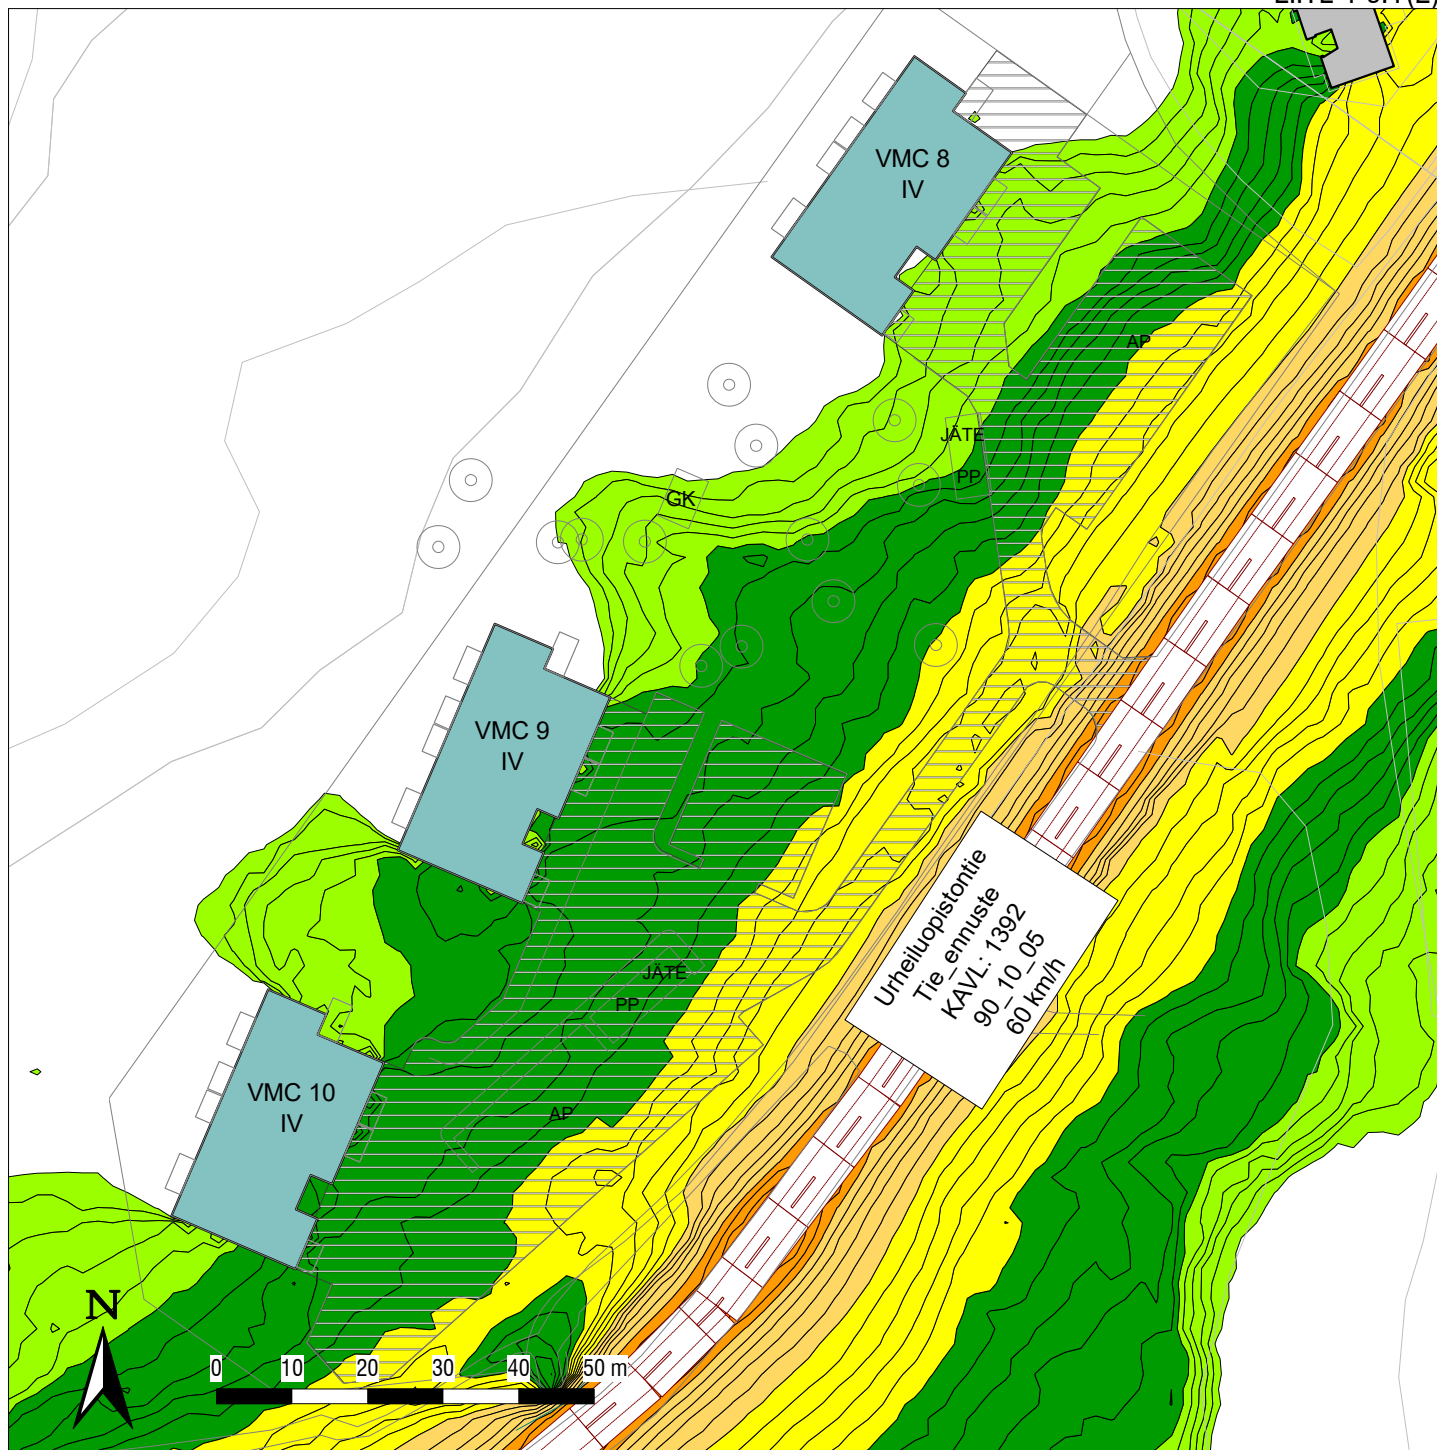 VMC 8
IV
AP
JÄTE
PP
GK
VMC 9
IV
Urheiluopistontie
Tie_ennuste
KAVL: 1392
90_10_05
60 km/h
JÄTE
PP
VMC 10
IV
AP
N
0 10 20 30 40 50 m